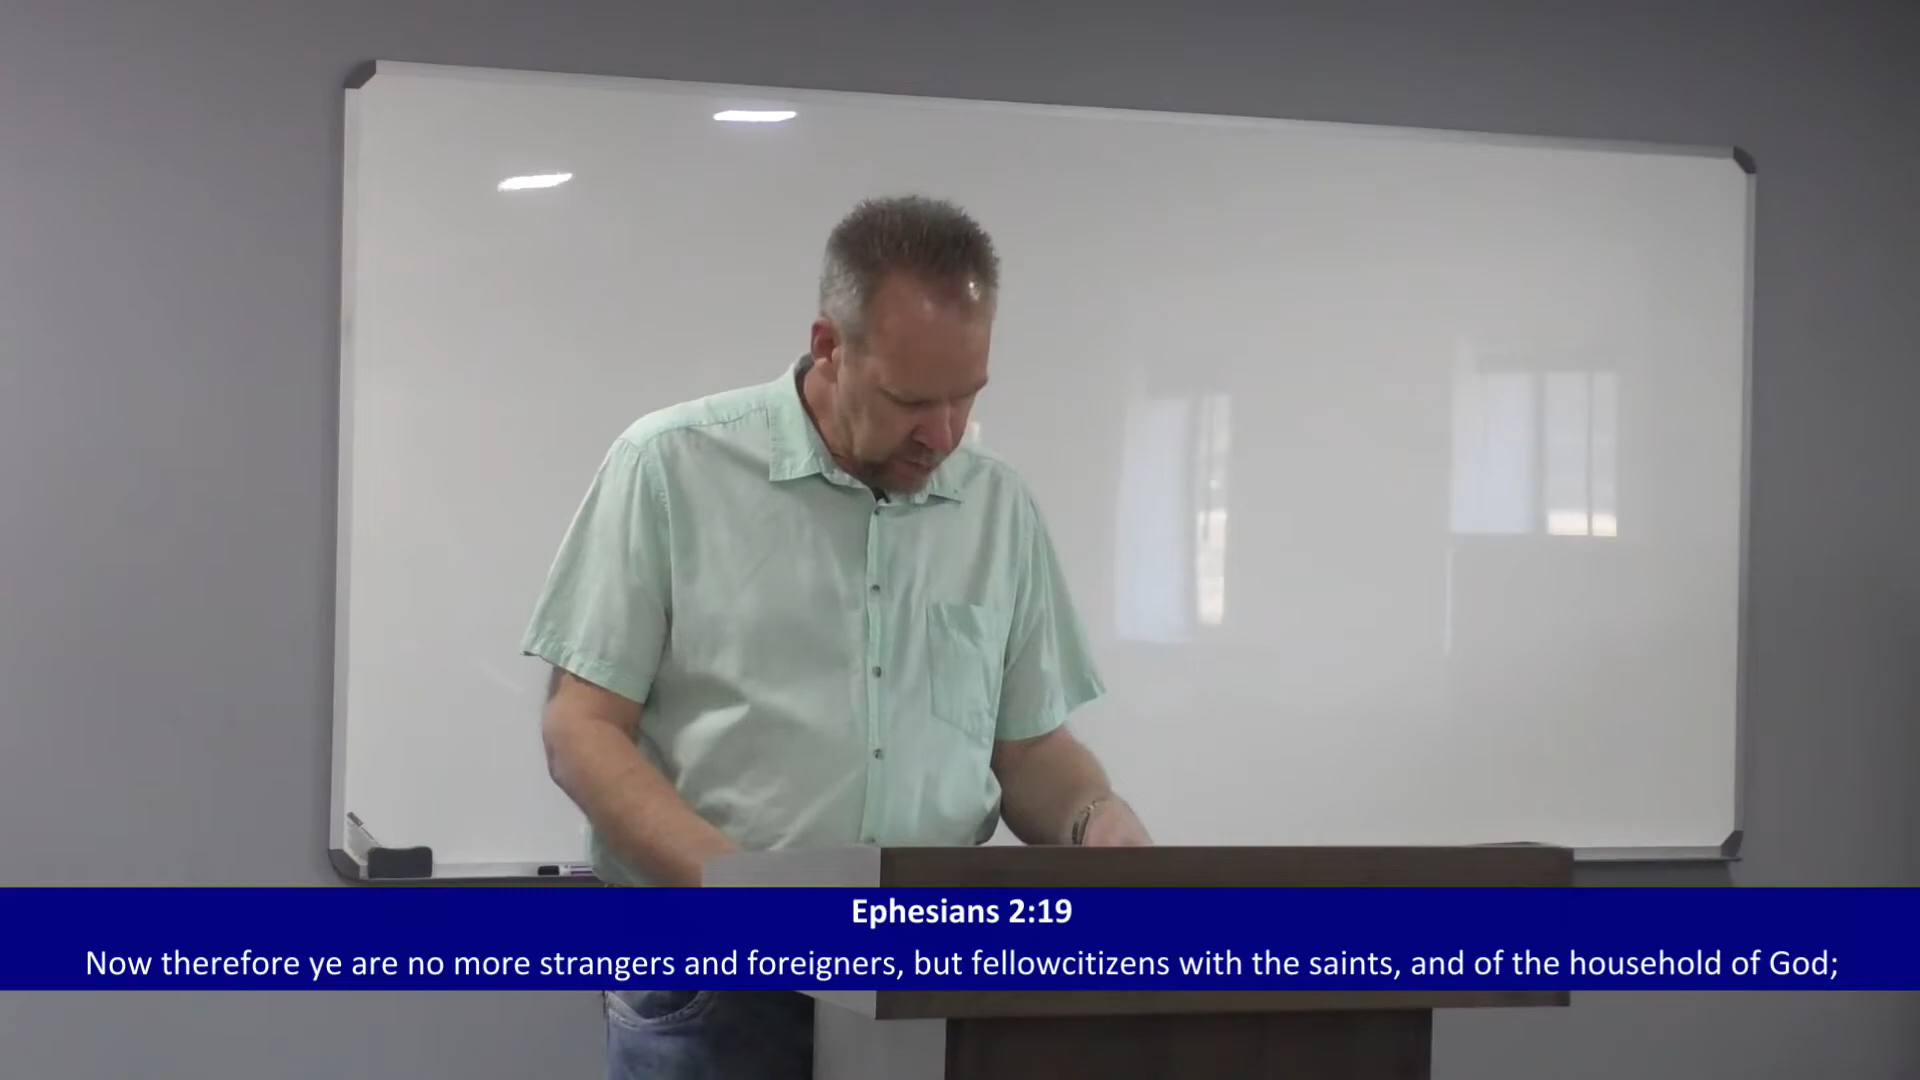 Ephesians 2:19
Now therefore ye are no more strangers and foreigners, but fellowcitizens with the saints, and of the household of God;